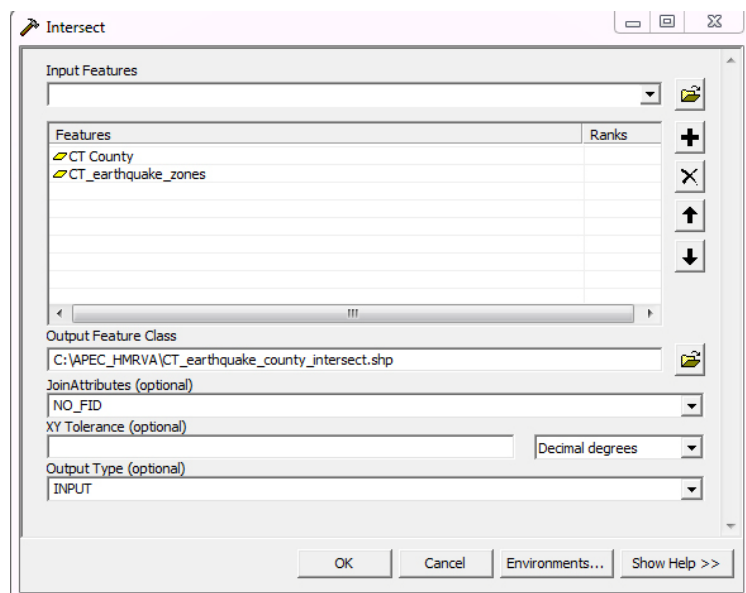 Intersect
Input Features
Features Ranks
CT County
CT_earthquake_zones
Output Feature Class
C:\APEC_HMRVA\CT_earthquake_county_intersect.shp
JoinAttributes (optional)
NO_FID
XY Tolerance (optional)
Decimal degrees
Output Type (optional)
INPUT
OK Cancel Environments... Show Help >>